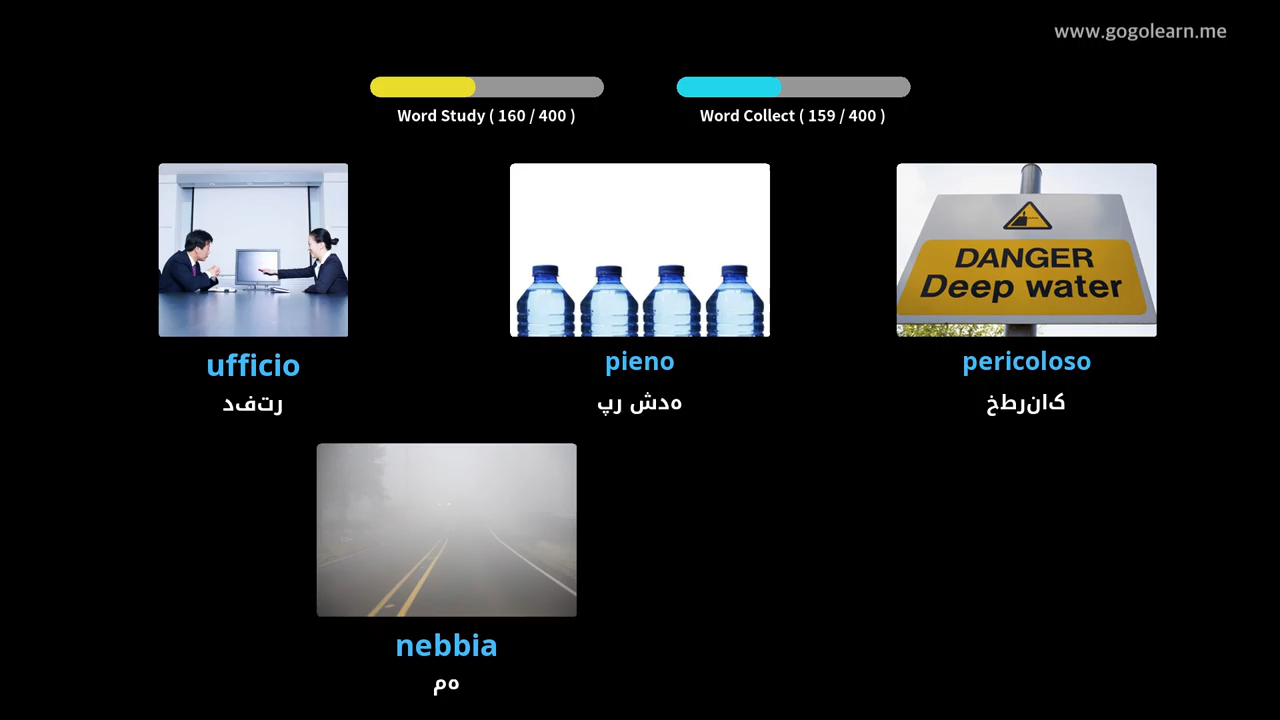 www.gogolearn.me
Word Study ( 160 / 400 )
Word Collect ( 159 / 400 )
DANGER
Deep water
ufficio
pieno
pericoloso
رتفد
هدش رپ
کانرطخ
nebbia
هم